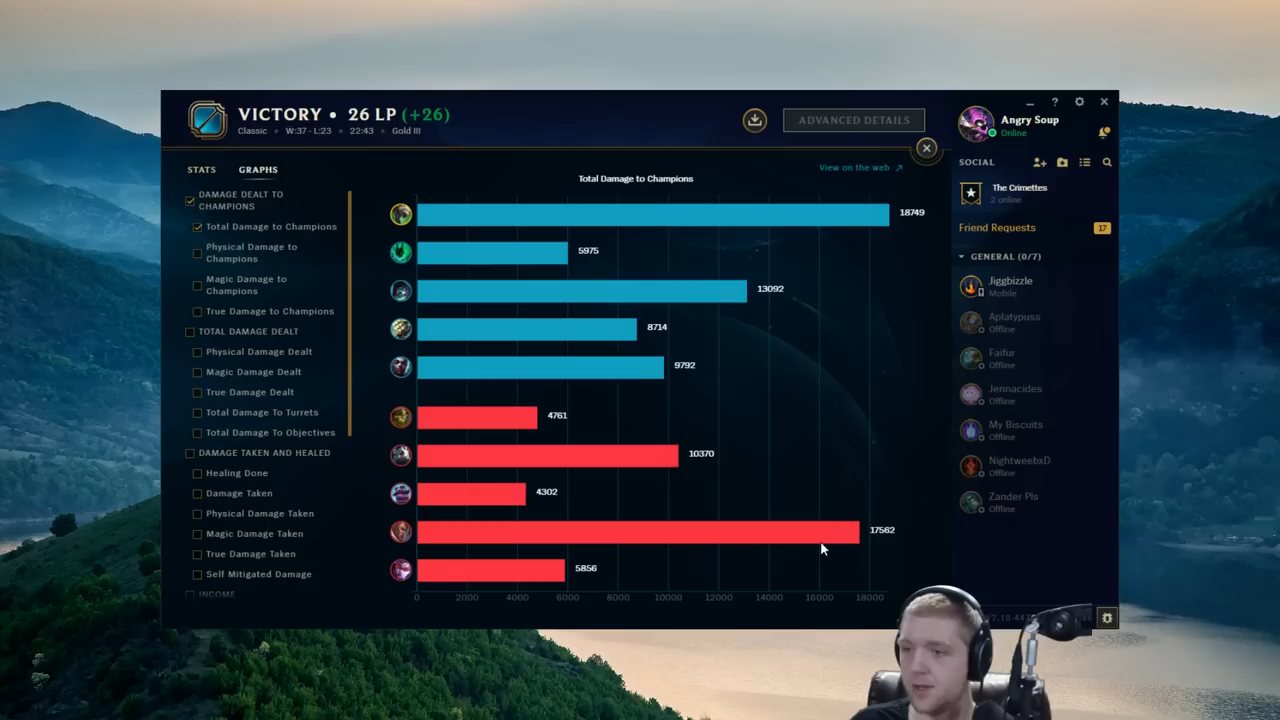 VICTORY • 26 LP (+26)
Classic • W:37 - L:23 • 22:43 • Gold III
ADVANCED DETAILS
Angry Soup
Online
STATS
GRAPHS
View on the web
Total Damage to Champions
DAMAGE DEALT TO
CHAMPIONS
Total Damage to Champions
Physical Damage to
Champions
Magic Damage to
Champions
True Damage to Champions
TOTAL DAMAGE DEALT
Physical Damage Dealt
Magic Damage Dealt
True Damage Dealt
Total Damage To Turrets
Total Damage To Objectives
DAMAGE TAKEN AND HEALED
Healing Done
Damage Taken
Physical Damage Taken
Magic Damage Taken
True Damage Taken
Self Mitigated Damage
INCOME
18749
5975
13092
8714
9792
4761
10370
4302
17562
5856
0 2000 4000 6000 8000 10000 12000 14000 16000 18000
SOCIAL
The Crimettes
2 online
Friend Requests
17
GENERAL (0/7)
Jiggbizzle
Mobile
Aplatypuss
Offline
Faifur
Offline
Jennacides
Offline
My Biscuits
Offline
NightweebxD
Offline
Zander Pls
Offline